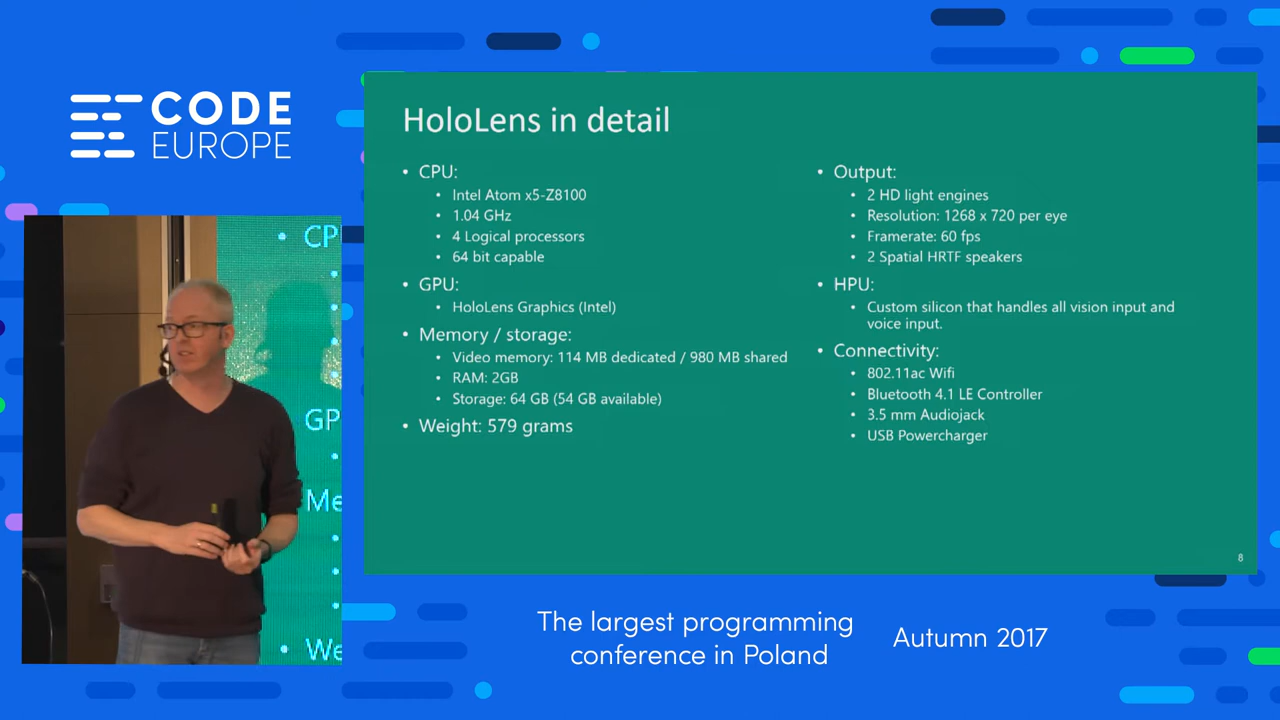 CODE
EUROPE
HoloLens in detail
• CPU:
• Intel Atom x5-Z8100
• 1.04 GHz
• 4 Logical processors
• 64 bit capable
• GPU:
• HoloLens Graphics (Intel)
• Memory / storage:
• Video memory: 114 MB dedicated / 980 MB shared
• RAM: 2GB
• Storage: 64 GB (54 GB available)
• Weight: 579 grams
• Output:
• 2 HD light engines
• Resolution: 1268 x 720 per eye
• Framerate: 60 fps
• 2 Spatial HRTF speakers
• HPU:
• Custom silicon that handles all vision input and
voice input.
• Connectivity:
• 802.11ac Wifi
• Bluetooth 4.1 LE Controller
• 3.5 mm Audiojack
• USB Powercharger
8
• CP
GP
Me
• We
The largest programming
conference in Poland
Autumn 2017